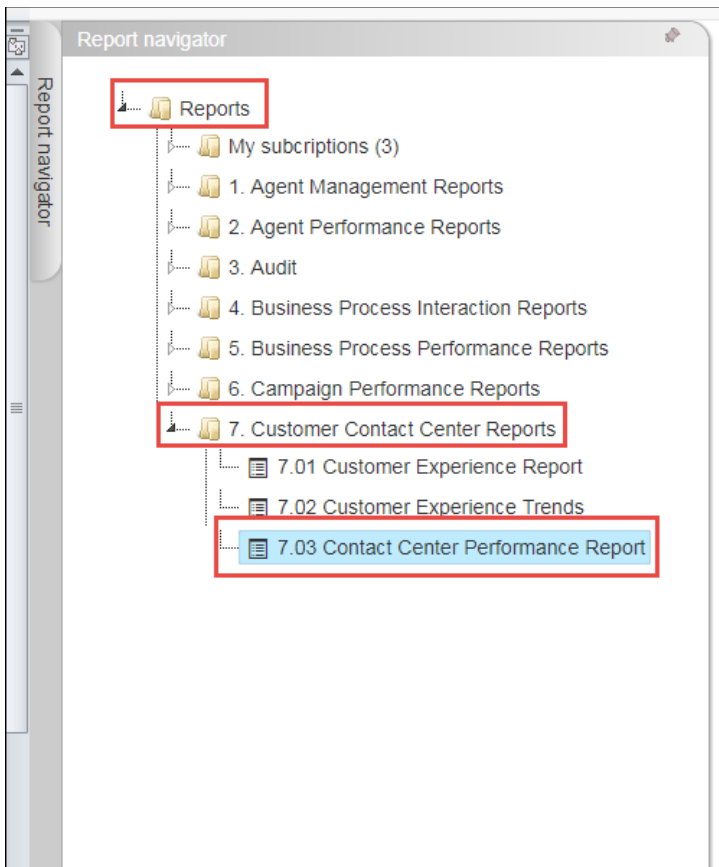 Report navigator
Report navigator
Reports
My subcriptions (3)
1. Agent Management Reports
2. Agent Performance Reports
3. Audit
4. Business Process Interaction Reports
5. Business Process Performance Reports
6. Campaign Performance Reports
7. Customer Contact Center Reports
7.01 Customer Experience Report
7.02 Customer Experience Trends
7.03 Contact Center Performance Report